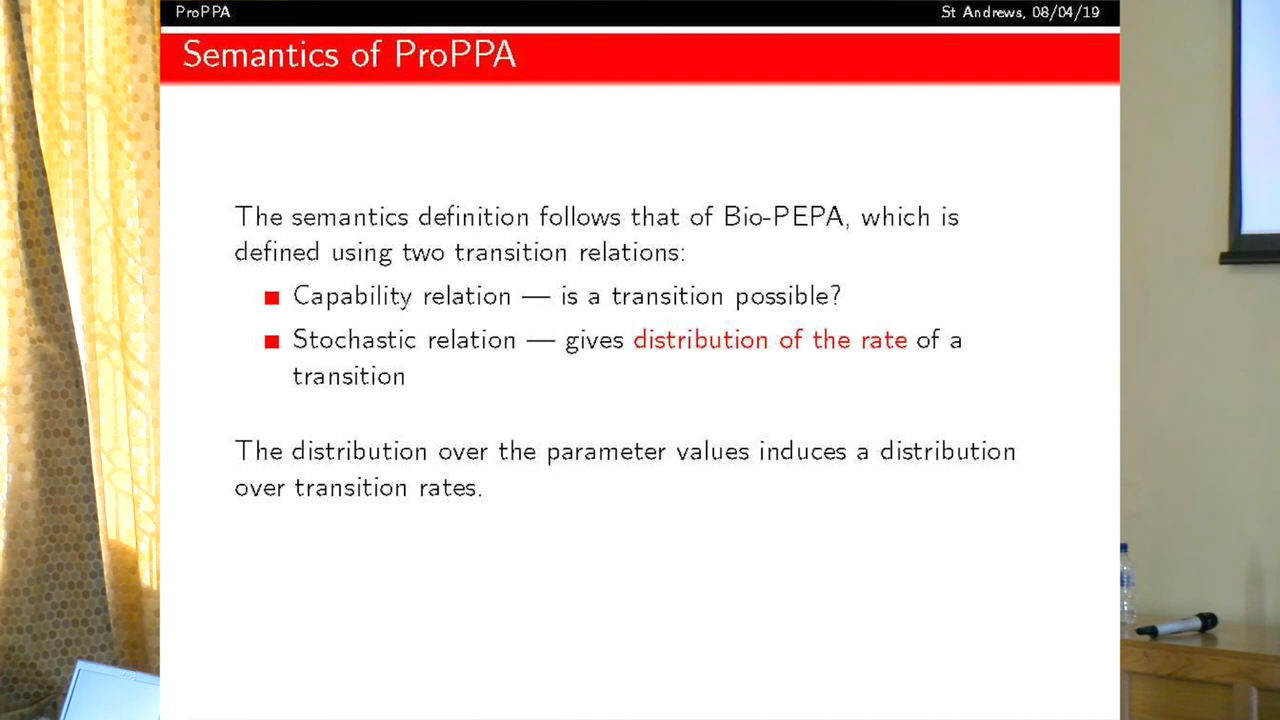 ProPPA
St Andrews, 08/04/19
Semantics of ProPPA
The semantics definition follows that of Bio-PEPA, which is
defined using two transition relations:
Capability relation — is a transition possible?
Stochastic relation — gives distribution of the rate of a
transition
The distribution over the parameter values induces a distribution
over transition rates.